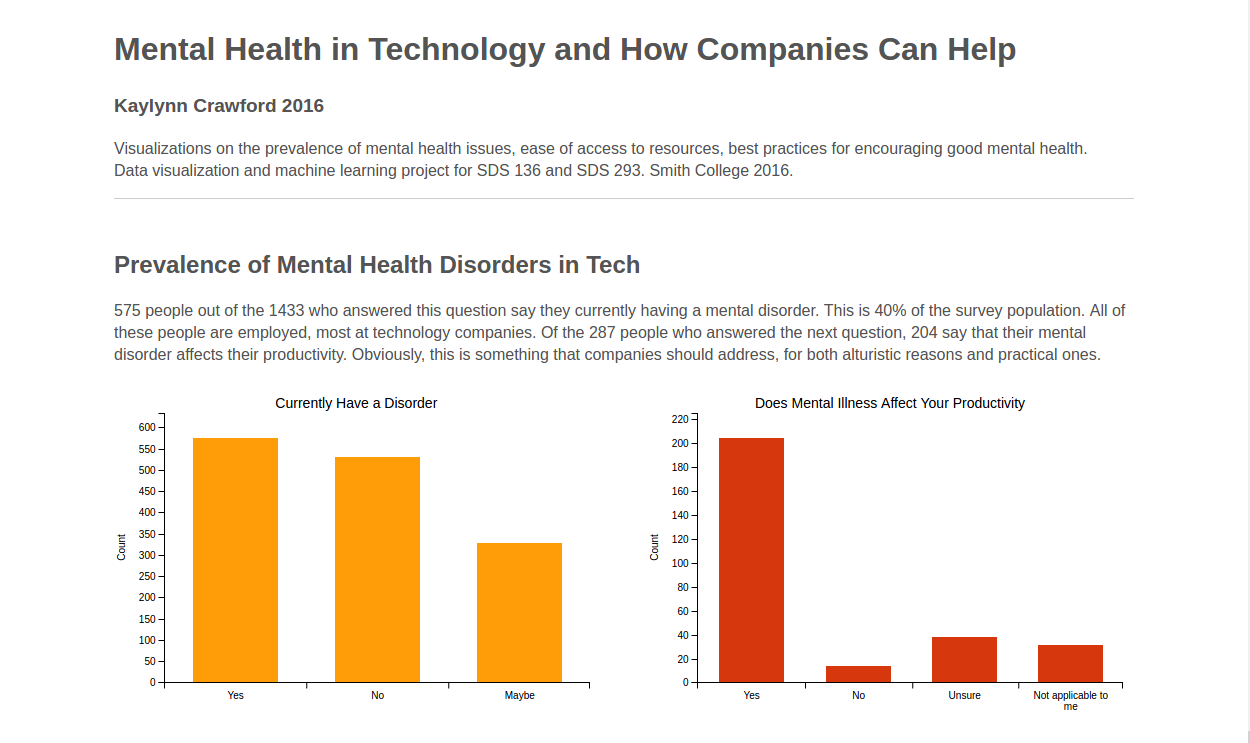 Mental Health in Technology and How Companies Can Help
Kaylynn Crawford 2016
Visualizations on the prevalence of mental health issues, ease of access to resources, best practices for encouraging good mental health.
Data visualization and machine learning project for SDS 136 and SDS 293. Smith College 2016.
Prevalence of Mental Health Disorders in Tech
575 people out of the 1433 who answered this question say they currently having a mental disorder. This is 40% of the survey population. All of
these people are employed, most at technology companies. Of the 287 people who answered the next question, 204 say that their mental
disorder affects their productivity. Obviously, this is something that companies should address, for both alturistic reasons and practical ones.
Currently Have a Disorder
600
550
500
450
400
350
300
250
200
150
100
50
0
Count
Yes No Maybe
Does Mental Illness Affect Your Productivity
220
200
180
160
140
120
100
80
60
40
20
0
Count
Yes No Unsure Not applicable to
me